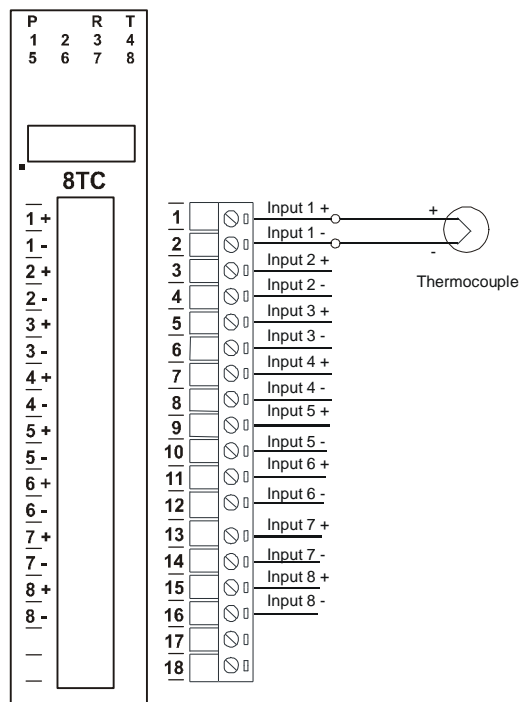 P R T
1 2 3 4
5 6 7 8
8TC
1 +
1 -
2 +
2 -
3 +
3 -
4 +
4 -
5 +
5 -
6 +
6 -
7 +
7 -
8 +
8 -
1 Input 1 + +
2 Input 1 - -
Thermocouple
3 Input 2 +
4 Input 2 -
5 Input 3 +
6 Input 3 -
7 Input 4 +
8 Input 4 -
9 Input 5 +
10 Input 5 -
11 Input 6 +
12 Input 6 -
13 Input 7 +
14 Input 7 -
15 Input 8 +
16 Input 8 -
17
18